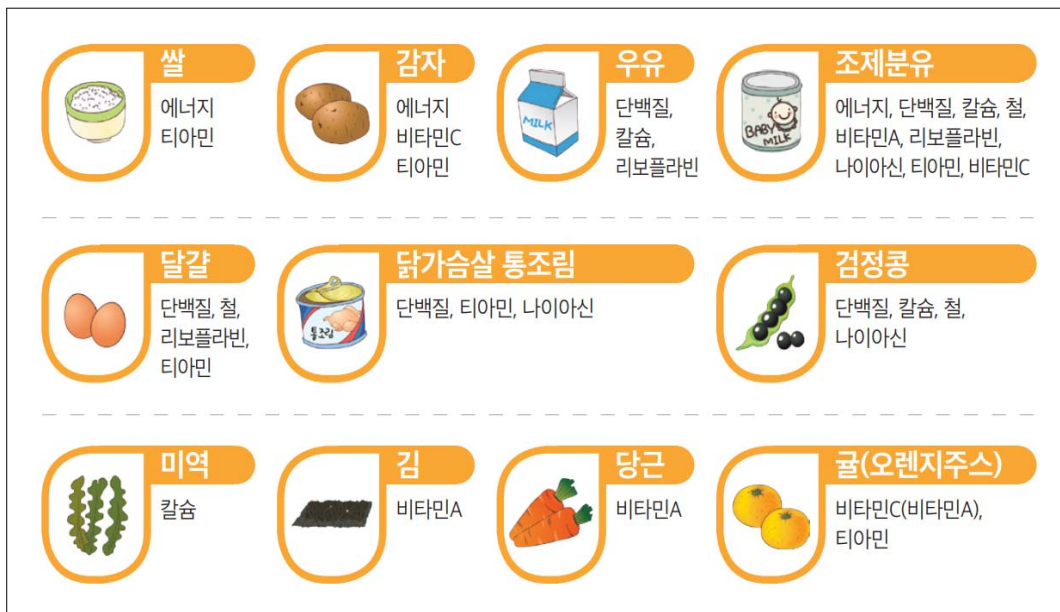 쌀
에너지
티아민
감자
에너지
비타민C
티아민
우유
MILK
단백질,
칼슘,
리보플라빈
조제분유
BABY
MILK
에너지, 단백질, 칼슘, 철,
비타민A, 리보플라빈,
나이아신, 티아민, 비타민C
달걀
단백질, 철,
리보플라빈,
티아민
닭가슴살 통조림
통조림
단백질, 티아민, 나이아신
검정콩
단백질, 칼슘, 철,
나이아신
미역
칼슘
김
비타민A
당근
비타민A
귤(오렌지주스)
비타민C(비타민A),
티아민